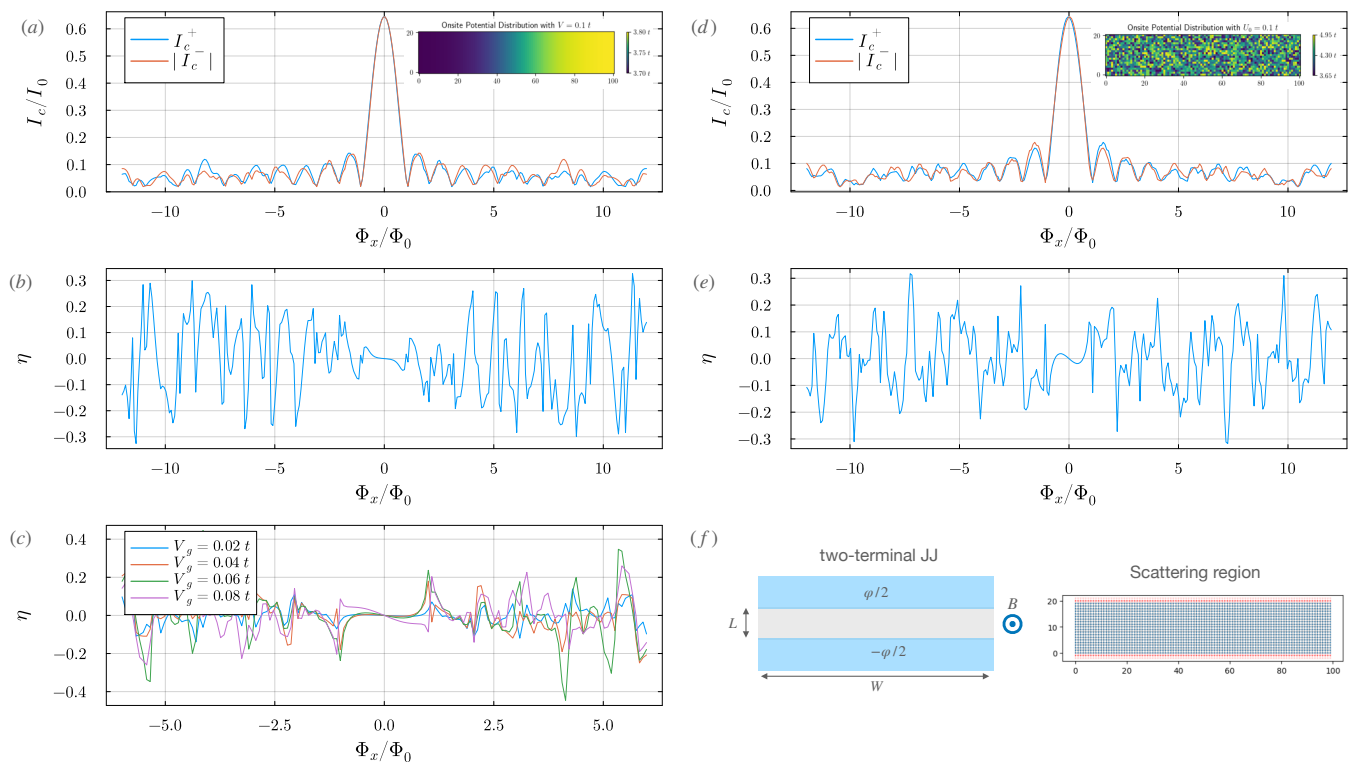 (a)
I_c/I_0
0.6
0.5
0.4
0.3
0.2
0.1
0.0
I_c^+
| I_c^- |
Onsite Potential Distribution with V = 0.1 t
20
0
0 20 40 60 80 100
3.80 t
3.75 t
3.70 t
−10 −5 0 5 10
Φ_x/Φ_0
(d)
I_c/I_0
0.6
0.5
0.4
0.3
0.2
0.1
0.0
I_c^+
| I_c^- |
Onsite Potential Distribution with U_0 = 0.1 t
20
0
0 20 40 60 80 100
4.95 t
4.30 t
3.65 t
−10 −5 0 5 10
Φ_x/Φ_0
(b)
η
0.3
0.2
0.1
0.0
−0.1
−0.2
−0.3
−10 −5 0 5 10
Φ_x/Φ_0
(e)
η
0.3
0.2
0.1
0.0
−0.1
−0.2
−0.3
−10 −5 0 5 10
Φ_x/Φ_0
(c)
η
0.4
0.2
0.0
−0.2
−0.4
V_g = 0.02 t
V_g = 0.04 t
V_g = 0.06 t
V_g = 0.08 t
−5.0 −2.5 0.0 2.5 5.0
Φ_x/Φ_0
(f)
two-terminal JJ
φ/2
L
−φ/2
W
B
Scattering region
20
10
0
0 20 40 60 80 100